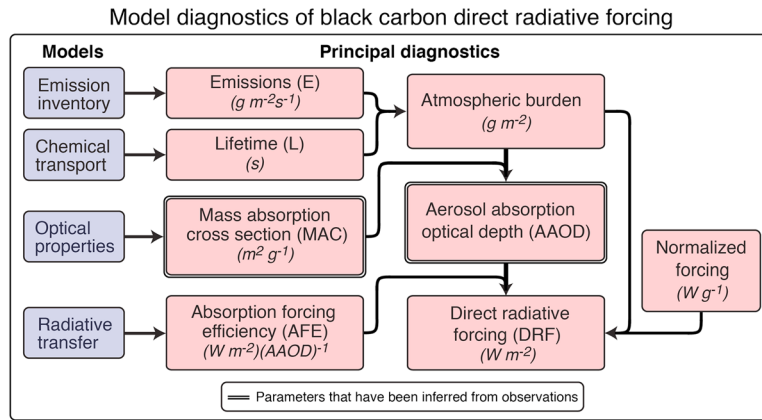 Model diagnostics of black carbon direct radiative forcing
Models
Principal diagnostics
Emission
inventory
Emissions (E)
(g m⁻²s⁻¹)
Atmospheric burden
(g m⁻²)
Chemical
transport
Lifetime (L)
(s)
Optical
properties
Mass absorption
cross section (MAC)
(m² g⁻¹)
Aerosol absorption
optical depth (AAOD)
Normalized
forcing
(W g⁻¹)
Radiative
transfer
Absorption forcing
efficiency (AFE)
(W m⁻²)(AAOD)⁻¹
Direct radiative
forcing (DRF)
(W m⁻²)
Parameters that have been inferred from observations